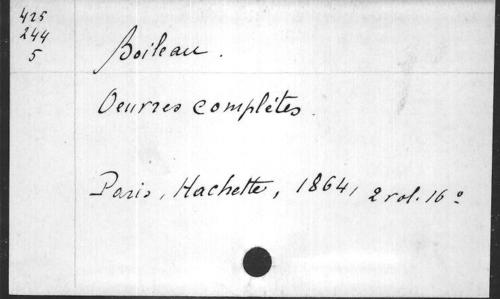 425
244
5
Boileau.
Oeuvres complètes.
Paris, Hachette, 1864, 2 vol. 16º